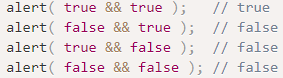 alert( true && true );   // true
alert( false && true );  // false
alert( true && false );  // false
alert( false && false ); // false